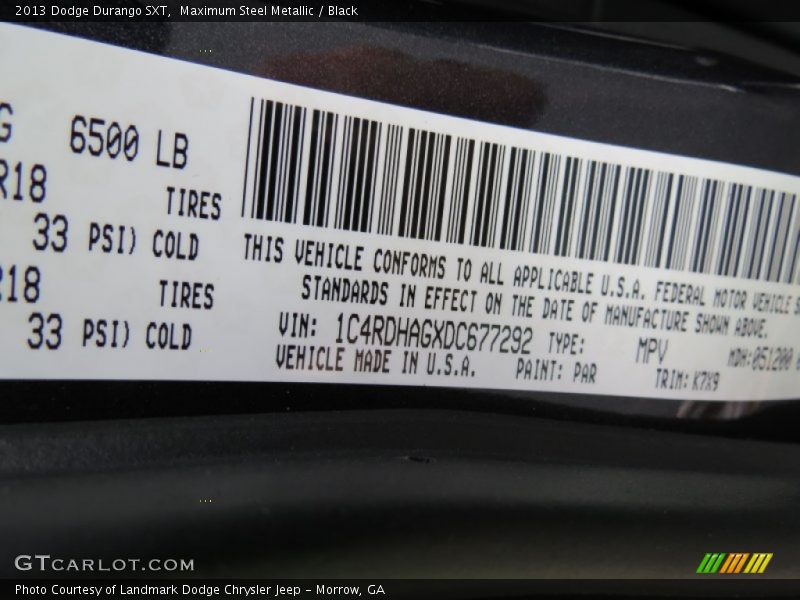 2013 Dodge Durango SXT,  Maximum Steel Metallic / Black
G 6500 LB
R18 TIRES
33 PSI) COLD
R18 TIRES
33 PSI) COLD
THIS VEHICLE CONFORMS TO ALL APPLICABLE U.S.A. FEDERAL MOTOR VEHICLE S
STANDARDS IN EFFECT ON THE DATE OF MANUFACTURE SHOWN ABOVE.
VIN: 1C4RDHAGXDC677292 TYPE: MPV MDH:051200
VEHICLE MADE IN U.S.A. PAINT: PAR TRIM: K7X9
GTCARLOT.COM
Photo Courtesy of Landmark Dodge Chrysler Jeep – Morrow, GA